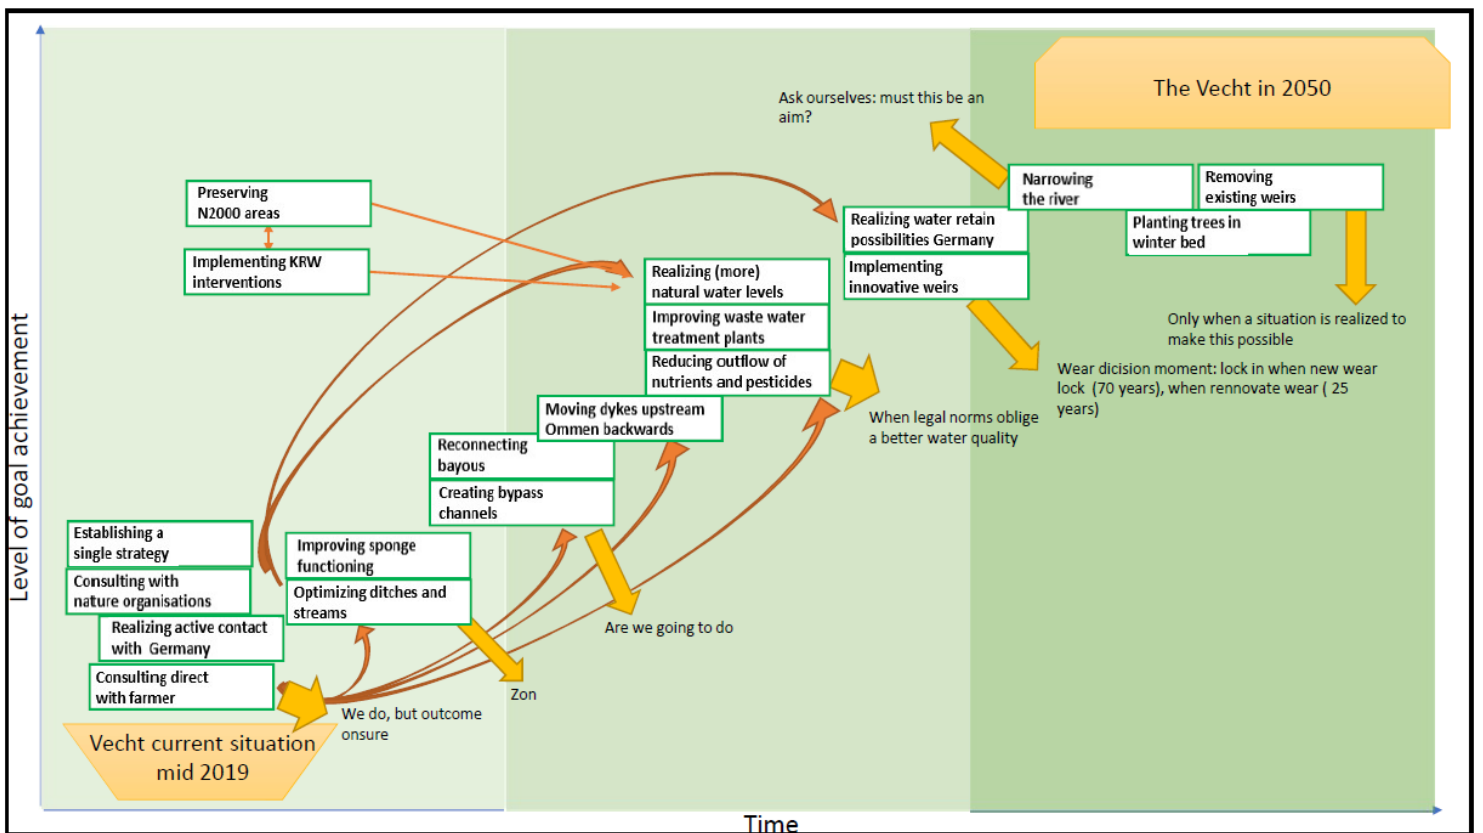 The Vecht in 2050
Ask ourselves: must this be an
aim?
Preserving
N2000 areas
Implementing KRW
interventions
Narrowing
the river
Removing
existing weirs
Planting trees in
winter bed
Realizing water retain
possibilities Germany
Implementing
innovative weirs
Realizing (more)
natural water levels
Improving waste water
treatment plants
Reducing outflow of
nutrients and pesticides
Only when a situation is realized to
make this possible
Wear dicision moment: lock in when new wear
lock (70 years), when rennovate wear ( 25
years)
When legal norms oblige
a better water quality
Moving dykes upstream
Ommen backwards
Reconnecting
bayous
Creating bypass
channels
Establishing a
single strategy
Consulting with
nature organisations
Realizing active contact
with Germany
Consulting direct
with farmer
Improving sponge
functioning
Optimizing ditches and
streams
Are we going to do
Zon
We do, but outcome
onsure
Vecht current situation
mid 2019
Level of goal achievement
Time